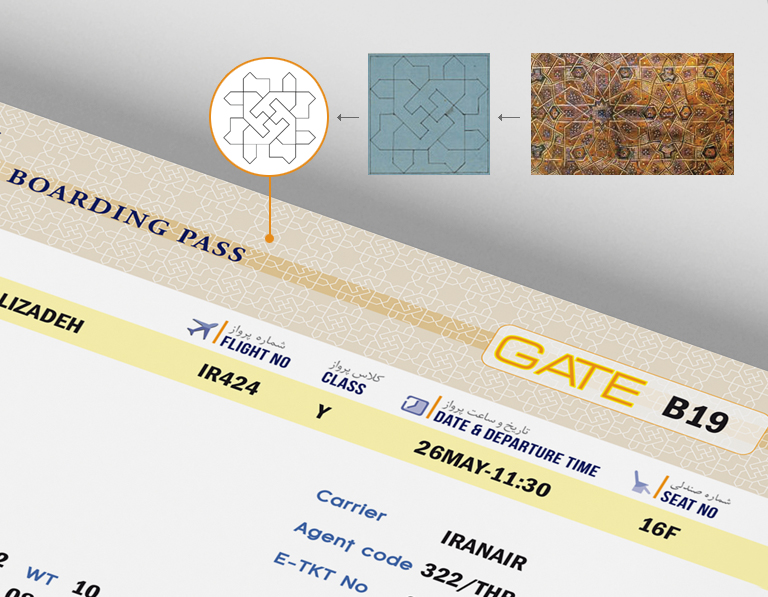 BOARDING PASS
GATE B19
LIZADEH
شماره پرواز
FLIGHT NO
IR424
کلاس پرواز
CLASS
Y
تاریخ و ساعت پرواز
DATE & DEPARTURE TIME
26MAY-11:30
شماره صندلی
SEAT NO
16F
Carrier IRANAIR
Agent code 322/THR
E-TKT No
WT 10